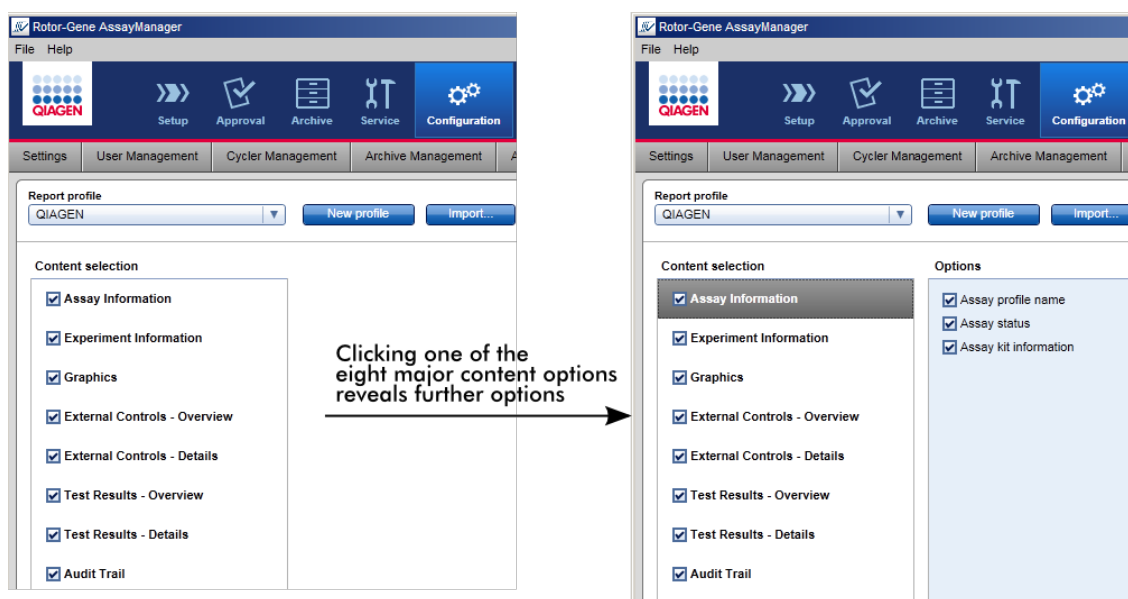 Rotor-Gene AssayManager
File Help
QIAGEN
Setup Approval Archive Service Configuration
Settings User Management Cycler Management Archive Management
Report profile
QIAGEN New profile Import...
Content selection
Assay Information
Experiment Information
Graphics
External Controls - Overview
External Controls - Details
Test Results - Overview
Test Results - Details
Audit Trail
Clicking one of the
eight major content options
reveals further options
Rotor-Gene AssayManager
File Help
QIAGEN
Setup Approval Archive Service Configuration
Settings User Management Cycler Management Archive Management
Report profile
QIAGEN New profile Import...
Content selection
Assay Information
Experiment Information
Graphics
External Controls - Overview
External Controls - Details
Test Results - Overview
Test Results - Details
Audit Trail
Options
Assay profile name
Assay status
Assay kit information